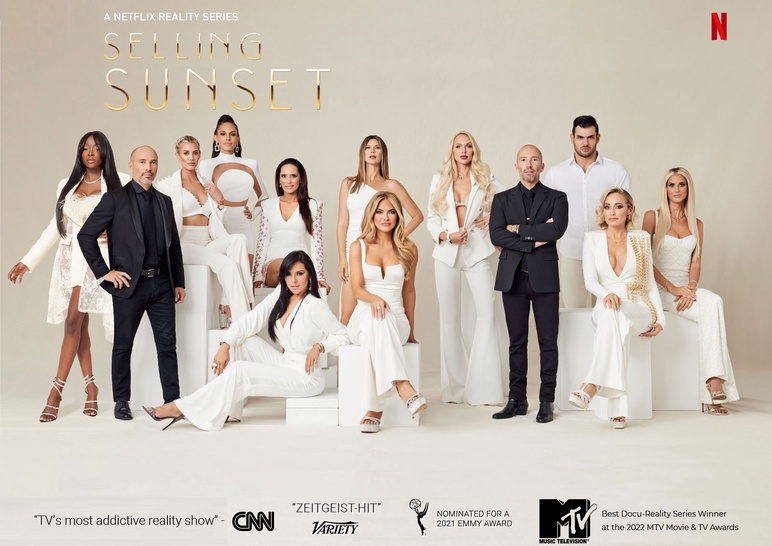 A NETFLIX REALITY SERIES
N
SELLING
SUNSET
"TV's most addictive reality show" - CNN
"ZEITGEIST-HIT"
VARIETY
NOMINATED FOR A
2021 EMMY AWARD
MTV
MUSIC TELEVISION®
Best Docu-Reality Series Winner
at the 2022 MTV Movie & TV Awards